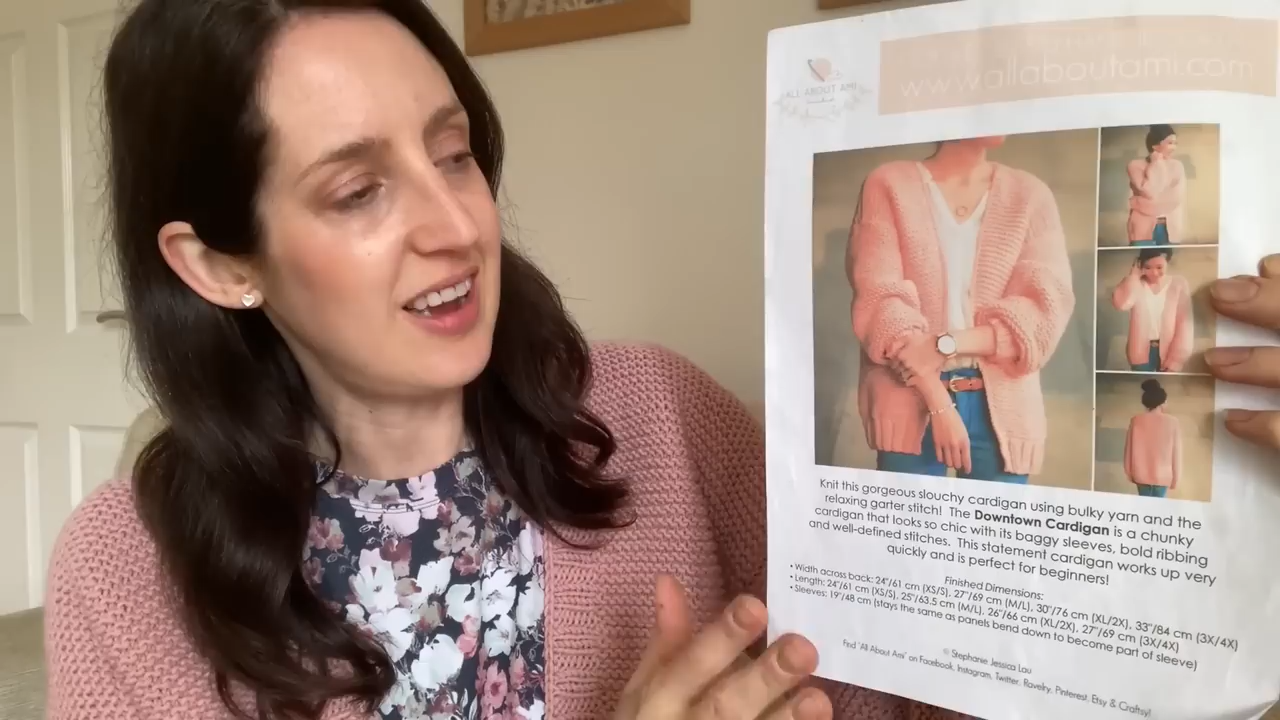 ALL ABOUT AMI
www.allaboutami.com
Knit this gorgeous slouchy cardigan using bulky yarn and the
relaxing garter stitch! The Downtown Cardigan is a chunky
cardigan that looks so chic with its baggy sleeves, bold ribbing
and well-defined stitches. This statement cardigan works up very
quickly and is perfect for beginners!
Finished Dimensions:
• Width across back: 24"/61 cm (XS/S), 27"/69 cm (M/L), 30"/76 cm (XL/2X), 33"/84 cm (3X/4X)
• Length: 24"/61 cm (XS/S), 25"/63.5 cm (M/L), 26"/66 cm (XL/2X), 27"/69 cm (3X/4X)
• Sleeves: 19"/48 cm (stays the same as panels bend down to become part of sleeve)
© Stephanie Jessica Lau
Find "All About Ami" on Facebook, Instagram, Twitter, Ravelry, Pinterest, Etsy & Craftsy!